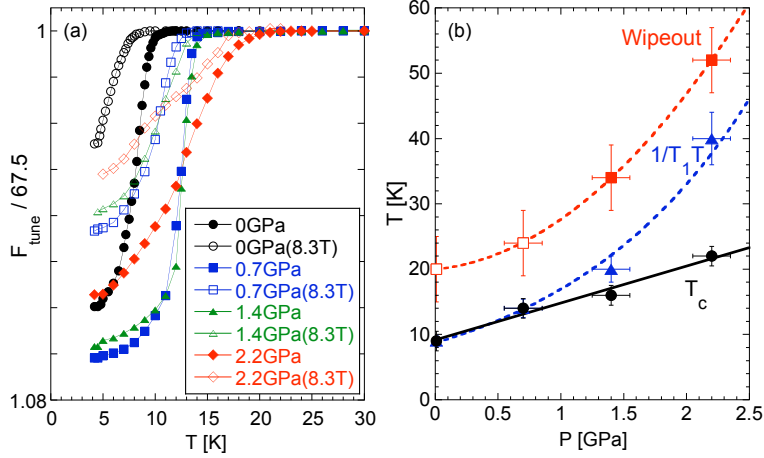 (a)
1
F_tune / 67.5
1.08
0GPa
0GPa(8.3T)
0.7GPa
0.7GPa(8.3T)
1.4GPa
1.4GPa(8.3T)
2.2GPa
2.2GPa(8.3T)
0 5 10 15 20 25 30
T [K]
(b)
Wipeout
1/T_1T
T_c
T [K]
60
50
40
30
20
10
0
0 0.5 1.0 1.5 2.0 2.5
P [GPa]